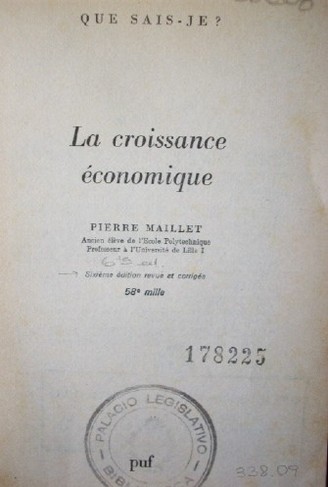 QUE SAIS-JE ?
La croissance
économique
PIERRE MAILLET
Ancien élève de l'Ecole Polytechnique
Professeur à l'Université de Lille I
6
Sixième édition revue et corrigée
58e mille
178225
PALACIO LEGISLATIVO
puf
338.09